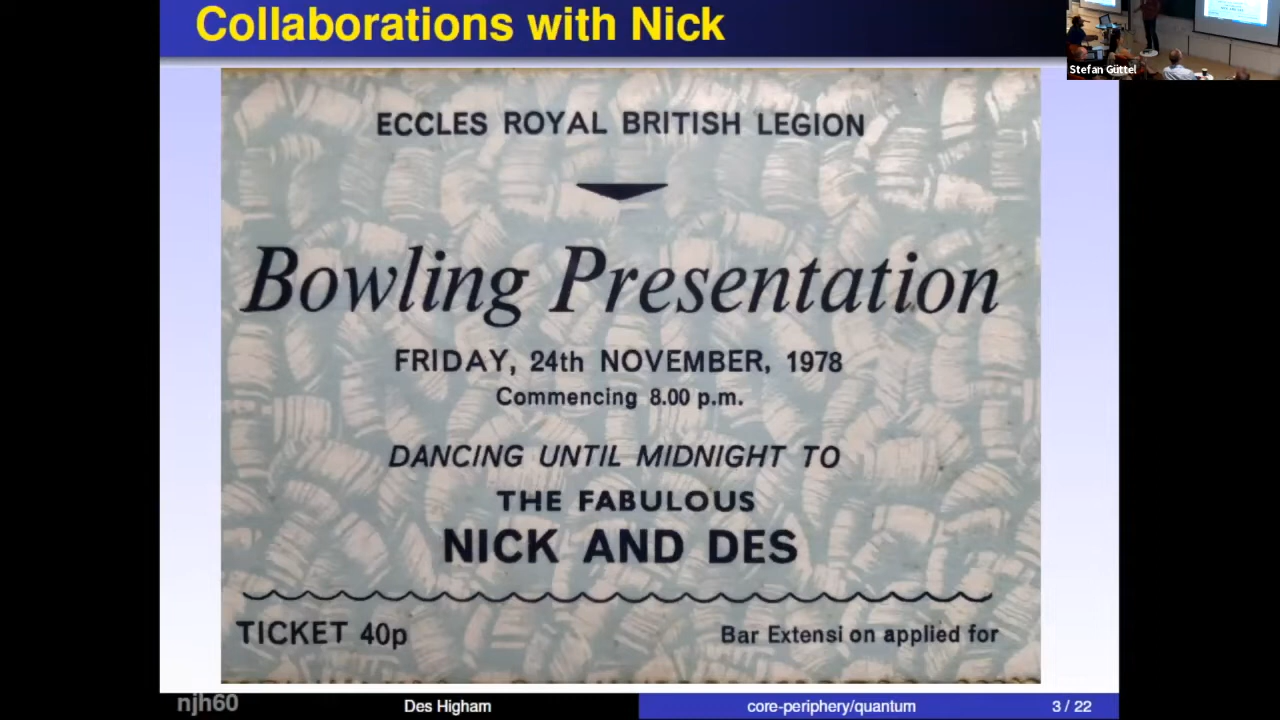 Collaborations with Nick
Stefan Güttel
ECCLES ROYAL BRITISH LEGION
Bowling Presentation
FRIDAY, 24th NOVEMBER, 1978
Commencing 8.00 p.m.
DANCING UNTIL MIDNIGHT TO
THE FABULOUS
NICK AND DES
TICKET 40p
Bar Extensi on applied for
njh60
Des Higham
core-periphery/quantum
3 / 22